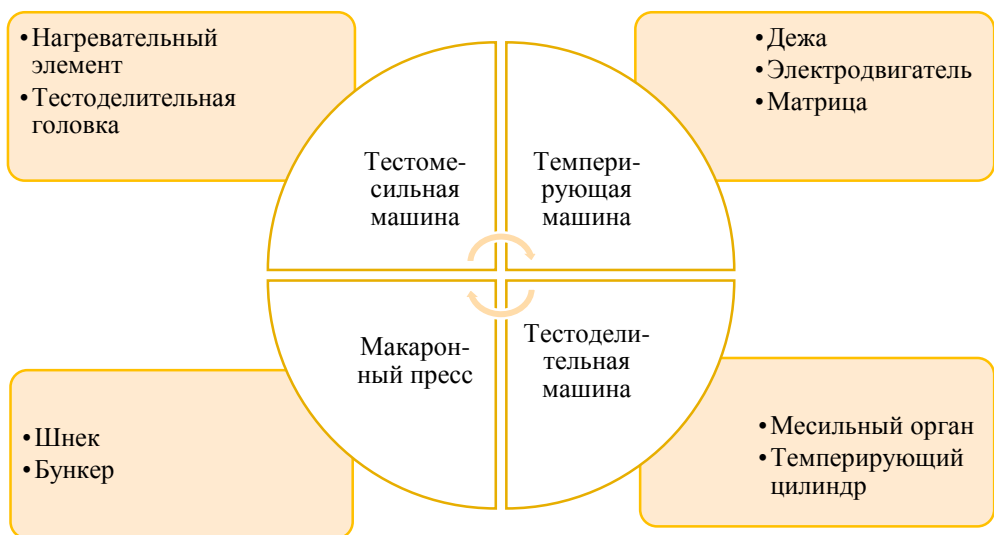 • Нагревательный
элемент
• Тестоделительная
головка
• Дежа
• Электродвигатель
• Матрица
Тестоме-
сильная
машина
Темпери-
рующая
машина
Макарон-
ный пресс
Тестодели-
тельная
машина
• Шнек
• Бункер
• Месильный орган
• Темперирующий
цилиндр